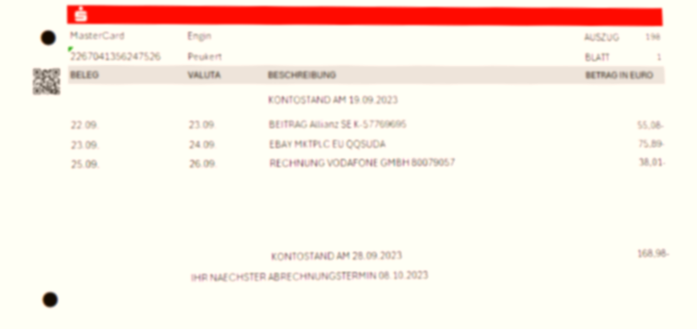 MasterCard Engin AUSZUG 198
2267041356247526 Peukert BLATT 1
BELEG VALUTA BESCHREIBUNG BETRAG IN EURO
KONTOSTAND AM 19.09.2023
22.09. 23.09. BEITRAG Allianz SE K-57769695 55,08-
23.09. 24.09. EBAY MKTPLC EU QQSUDA 75,89-
25.09. 26.09. RECHNUNG VODAFONE GMBH 80079057 38,01-
KONTOSTAND AM 28.09.2023 168,98-
IHR NAECHSTER ABRECHNUNGSTERMIN 08.10.2023